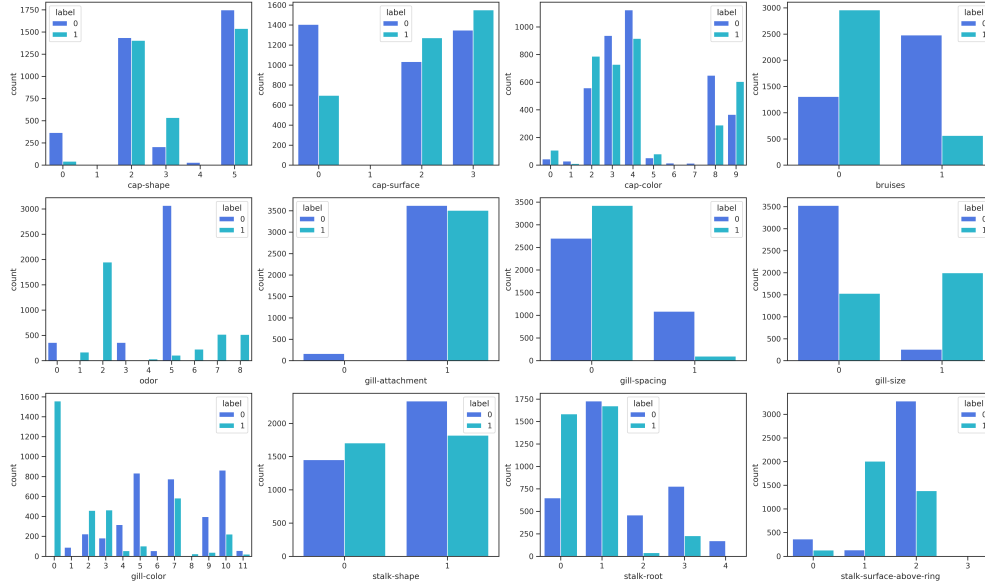 label
0
1
count
1750
1500
1250
1000
750
500
250
0
0 1 2 3 4 5
cap-shape
label
0
1
count
1600
1400
1200
1000
800
600
400
200
0
0 1 2 3
cap-surface
label
0
1
count
1000
800
600
400
200
0
0 1 2 3 4 5 6 7 8 9
cap-color
label
0
1
count
3000
2500
2000
1500
1000
500
0
0 1
bruises
label
0
1
count
3000
2500
2000
1500
1000
500
0
0 1 2 3 4 5 6 7 8
odor
label
0
1
count
3500
3000
2500
2000
1500
1000
500
0
0 1
gill-attachment
label
0
1
count
3500
3000
2500
2000
1500
1000
500
0
0 1
gill-spacing
label
0
1
count
3500
3000
2500
2000
1500
1000
500
0
0 1
gill-size
label
0
1
count
1600
1400
1200
1000
800
600
400
200
0
0 1 2 3 4 5 6 7 8 9 10 11
gill-color
label
0
1
count
2000
1500
1000
500
0
0 1
stalk-shape
label
0
1
count
1750
1500
1250
1000
750
500
250
0
0 1 2 3 4
stalk-root
label
0
1
count
3000
2500
2000
1500
1000
500
0
0 1 2 3
stalk-surface-above-ring